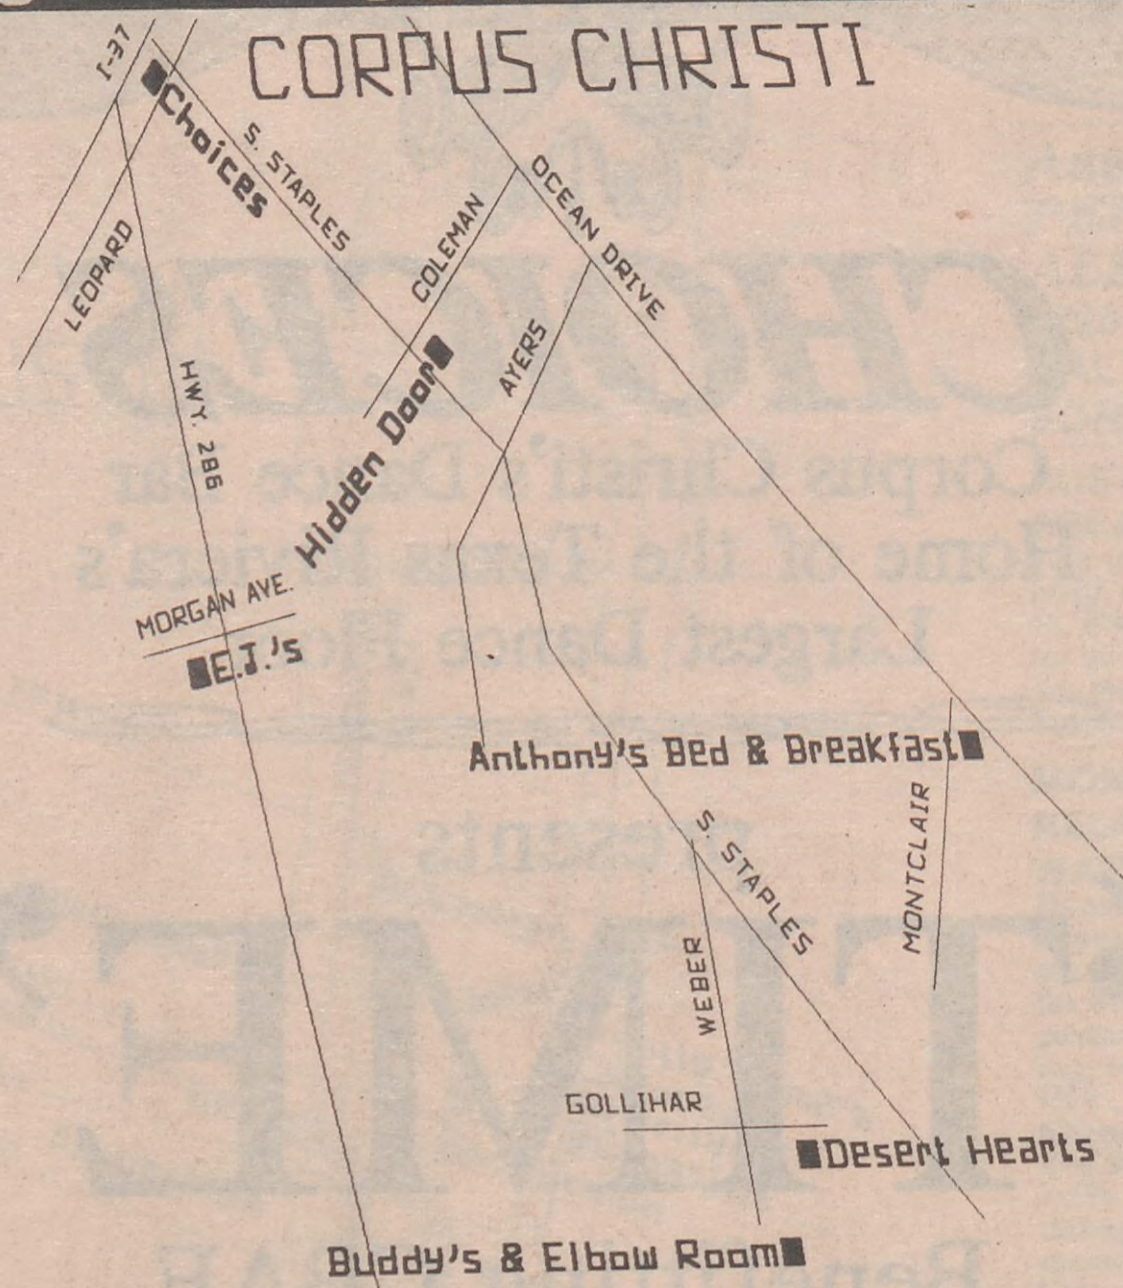 CORPUS CHRISTI
I-37
Choices
S. STAPLES
OCEAN DRIVE
COLEMAN
LEOPARD
AYERS
HWY. 286
Hidden Door
MORGAN AVE.
E.J.'s
Anthony's Bed & Breakfast
MONTCLAIR
S. STAPLES
WEBER
GOLLIHAR
Desert Hearts
Buddy's & Elbow Room